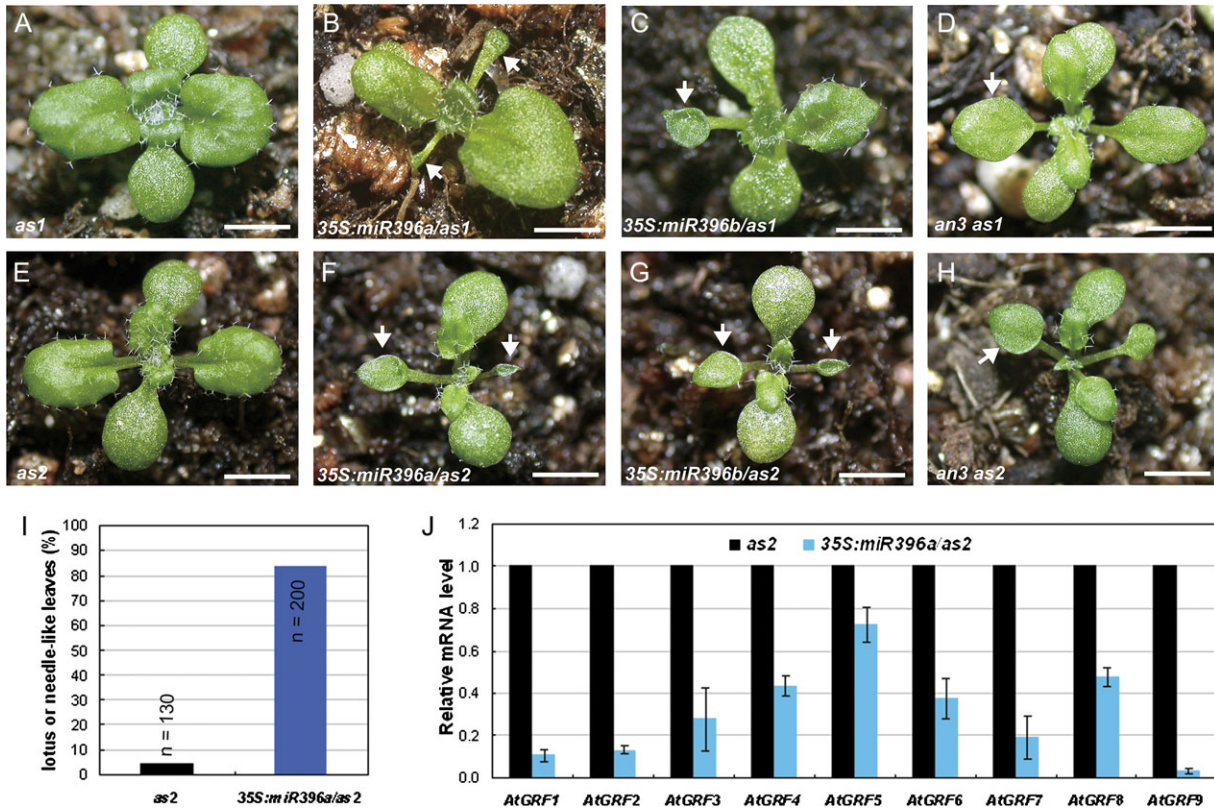 A
as1
B
35S:miR396a/as1
C
35S:miR396b/as1
D
an3 as1
E
as2
F
35S:miR396a/as2
G
35S:miR396b/as2
H
an3 as2
I
lotus or needle-like leaves (%)
100
90
80
70
60
50
40
30
20
10
0
n = 130
n = 200
as2
35S:miR396a/as2
J
Relative mRNA level
1.2
1.0
0.8
0.6
0.4
0.2
0.0
as2 35S:miR396a/as2
AtGRF1 AtGRF2 AtGRF3 AtGRF4 AtGRF5 AtGRF6 AtGRF7 AtGRF8 AtGRF9